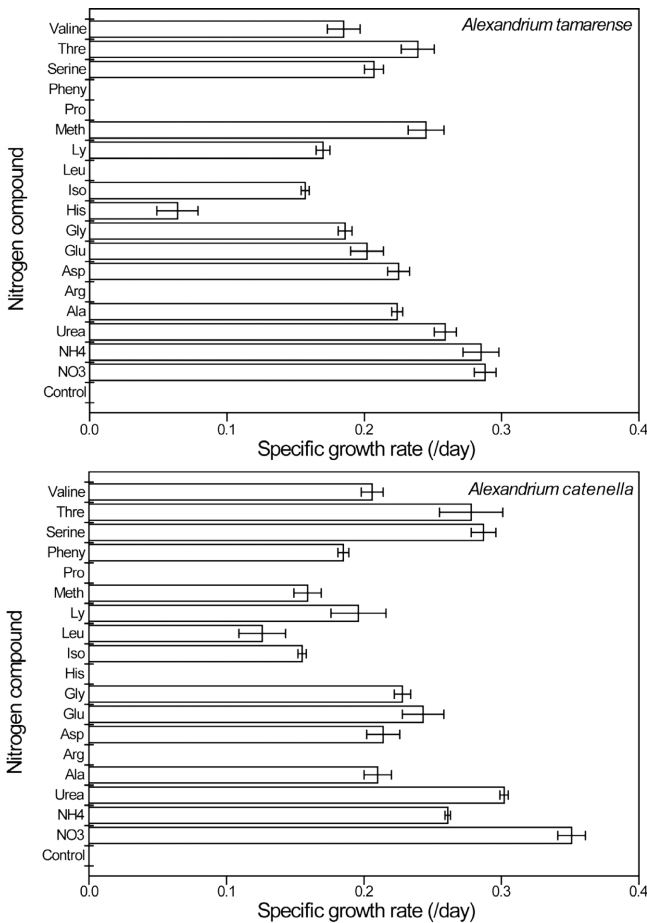 Alexandrium tamarense
Nitrogen compound
Valine
Thre
Serine
Pheny
Pro
Meth
Ly
Leu
Iso
His
Gly
Glu
Asp
Arg
Ala
Urea
NH4
NO3
Control
0.0 0.1 0.2 0.3 0.4
Specific growth rate (/day)
Alexandrium catenella
Nitrogen compound
Valine
Thre
Serine
Pheny
Pro
Meth
Ly
Leu
Iso
His
Gly
Glu
Asp
Arg
Ala
Urea
NH4
NO3
Control
0.0 0.1 0.2 0.3 0.4
Specific growth rate (/day)